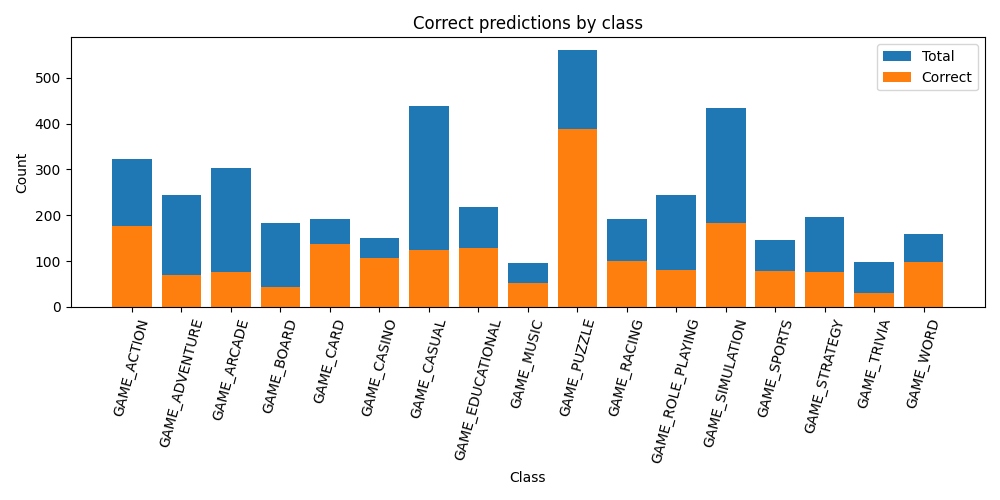 Correct predictions by class
Total
Correct
Count
500
400
300
200
100
0
GAME_ACTION
GAME_ADVENTURE
GAME_ARCADE
GAME_BOARD
GAME_CARD
GAME_CASINO
GAME_CASUAL
GAME_EDUCATIONAL
GAME_MUSIC
GAME_PUZZLE
GAME_RACING
GAME_ROLE_PLAYING
GAME_SIMULATION
GAME_SPORTS
GAME_STRATEGY
GAME_TRIVIA
GAME_WORD
Class